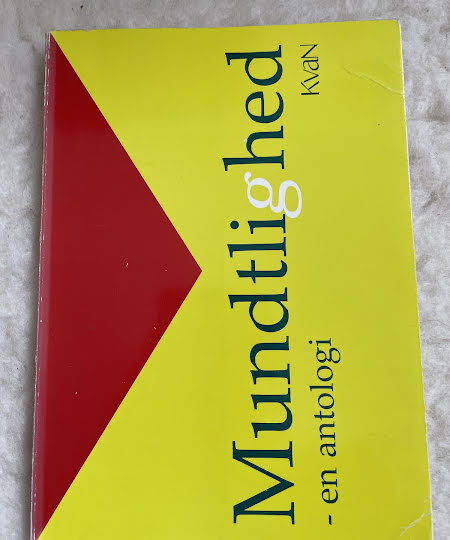 Mundtlighed
- en antologi
KvaN